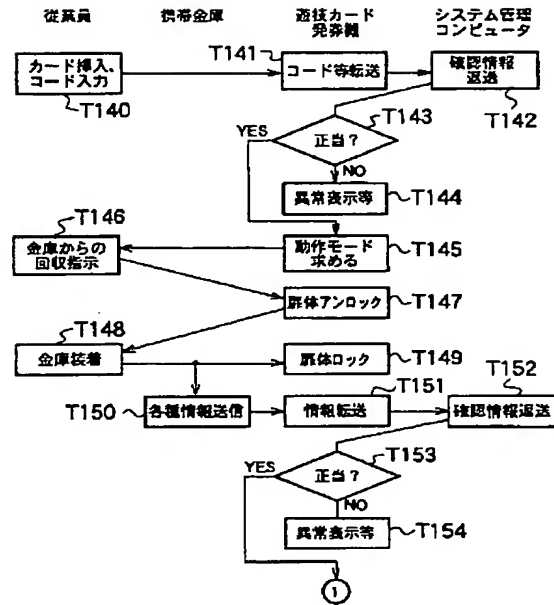 従業員
携帯金庫
遊技カード
発券機
システム管理
コンピュータ
T141
カード挿入、
コード入力
コード等転送
確認情報
返送
T140
T142
T143
YES
正当?
NO
T144
異常表示等
T146
金庫からの
回収指示
動作モード
求める
T145
扉体アンロック
T147
T148
金庫装着
扉体ロック
T149
T152
T151
T150
各種情報送信
情報転送
確認情報返送
T153
YES
正当?
NO
異常表示等
T154
1